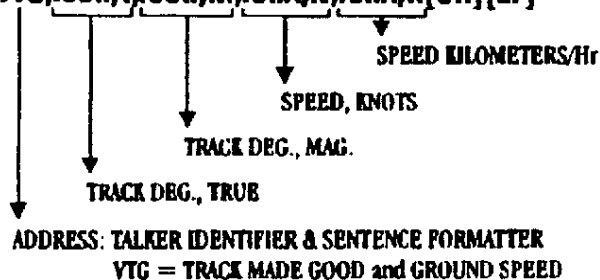 SPEED KILOMETERS/Hr
SPEED, KNOTS
TRACK DEG., MAG.
TRACK DEG., TRUE
ADDRESS: TALKER IDENTIFIER & SENTENCE FORMATTER
VTG = TRACK MADE GOOD and GROUND SPEED